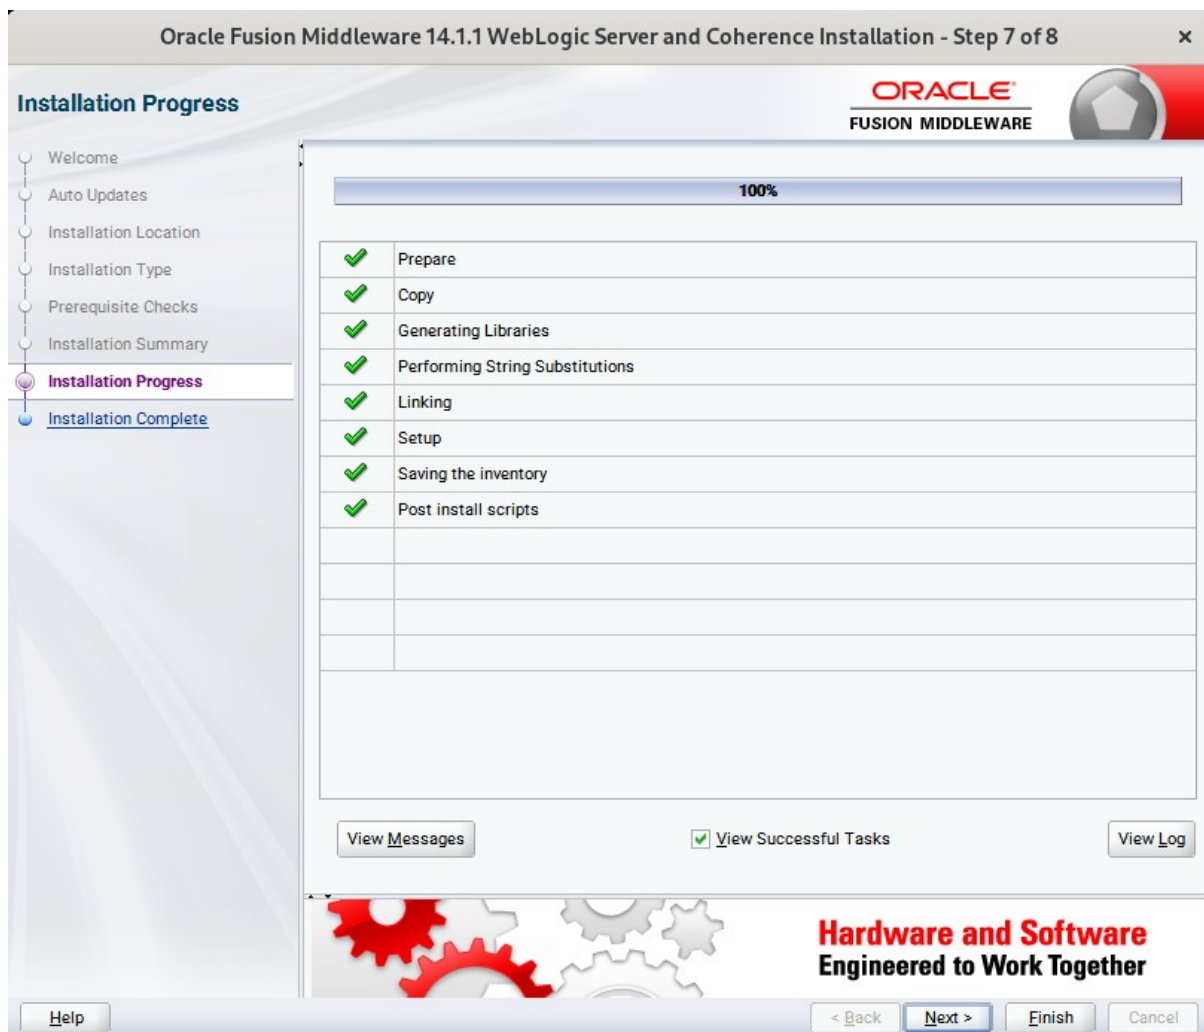 Oracle Fusion Middleware 14.1.1 WebLogic Server and Coherence Installation - Step 7 of 8
Installation Progress
ORACLE
FUSION MIDDLEWARE
Welcome
Auto Updates
Installation Location
Installation Type
Prerequisite Checks
Installation Summary
Installation Progress
Installation Complete
100%
Prepare
Copy
Generating Libraries
Performing String Substitutions
Linking
Setup
Saving the inventory
Post install scripts
View Messages
View Successful Tasks
View Log
Hardware and Software
Engineered to Work Together
Help
< Back
Next >
Finish
Cancel